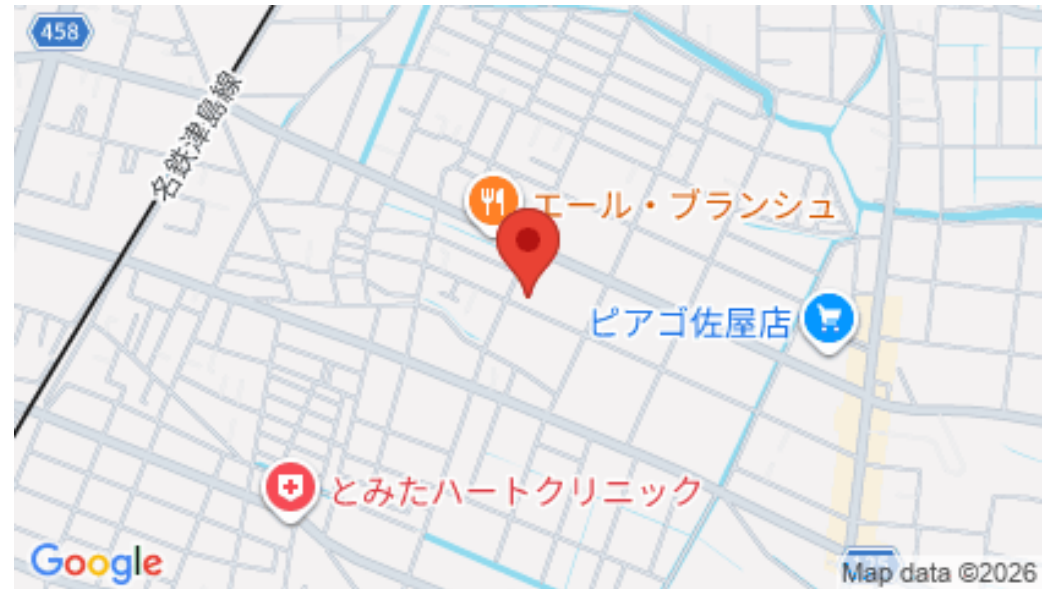 458
名鉄津島線
エール・ブランシュ
ピアゴ佐屋店
とみたハートクリニック
Google
Map data ©2026